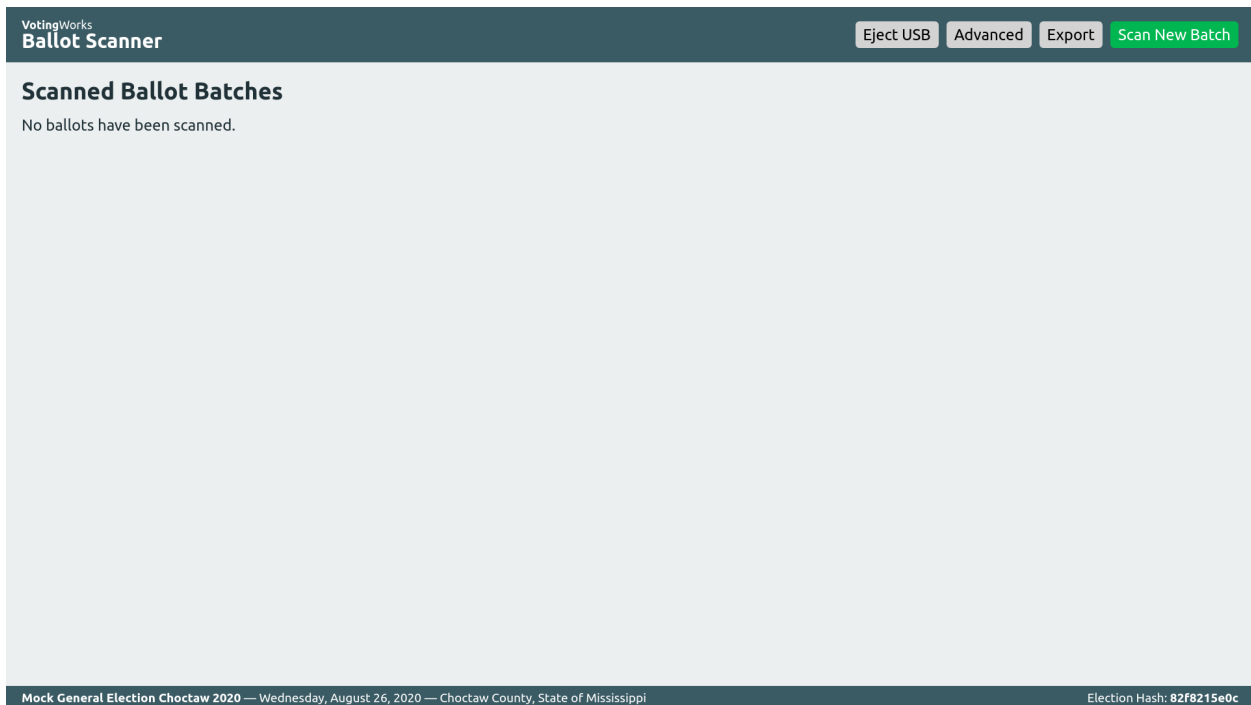 VotingWorks
Ballot Scanner
Eject USB
Advanced
Export
Scan New Batch
Scanned Ballot Batches
No ballots have been scanned.
Mock General Election Choctaw 2020 — Wednesday, August 26, 2020 — Choctaw County, State of Mississippi
Election Hash: 82f8215e0c